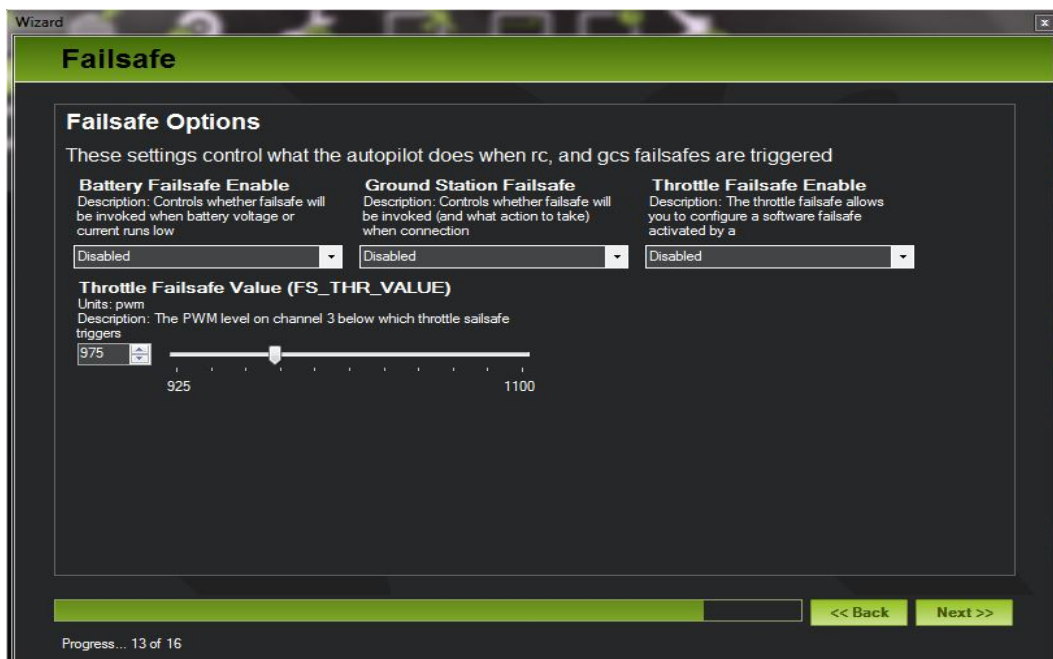 Wizard
Failsafe
Failsafe Options
These settings control what the autopilot does when rc, and gcs failsafes are triggered
Battery Failsafe Enable
Description: Controls whether failsafe will
be invoked when battery voltage or
current runs low
Disabled
Ground Station Failsafe
Description: Controls whether failsafe will
be invoked (and what action to take)
when connection
Disabled
Throttle Failsafe Enable
Description: The throttle failsafe allows
you to configure a software failsafe
activated by a
Disabled
Throttle Failsafe Value (FS_THR_VALUE)
Units: pwm
Description: The PWM level on channel 3 below which throttle sailsafe
triggers
975
925
1100
<< Back
Next >>
Progress... 13 of 16